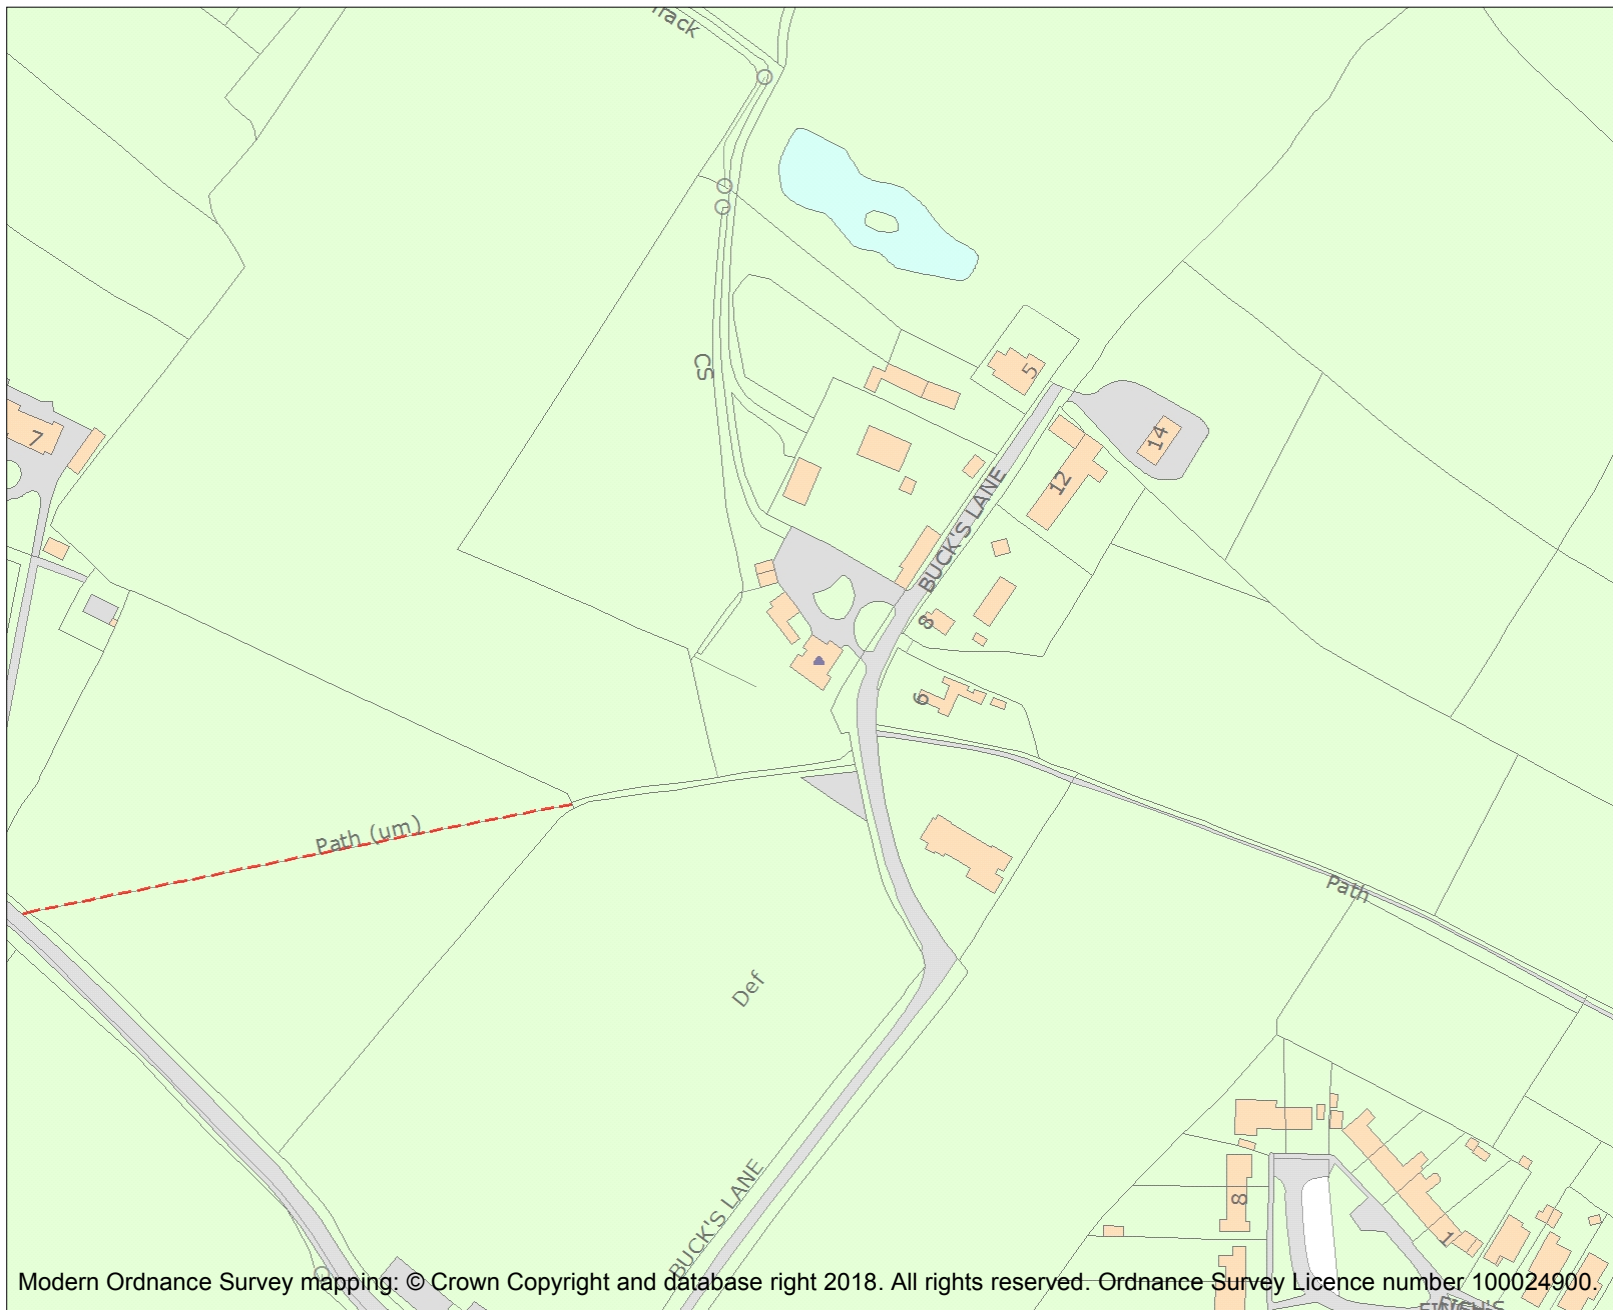 Track
CS
5
14
7
12
BUCK'S LANE
8
6
Path (um)
Path
Def
BUCK'S LANE
8
1
Modern Ordnance Survey mapping: © Crown Copyright and database right 2018. All rights reserved. Ordnance Survey Licence number 100024900.